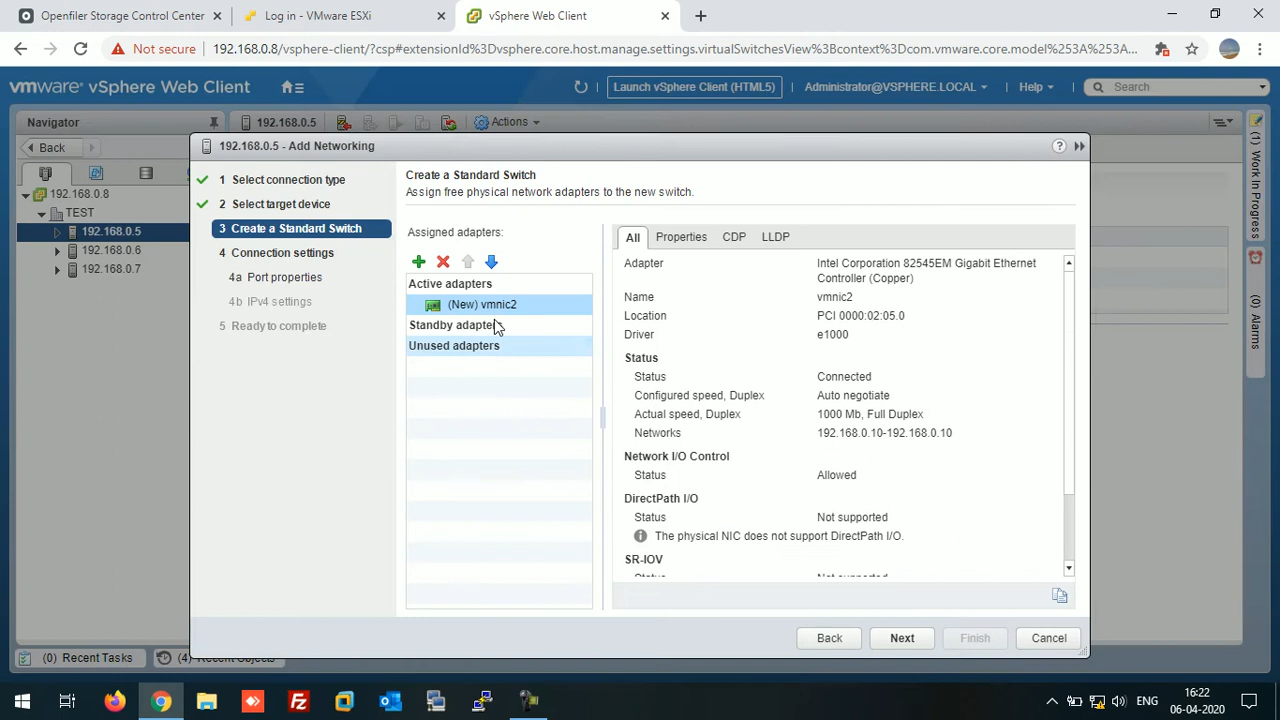 Openfiler Storage Control Center
Log in - VMware ESXi
vSphere Web Client
Not secure
192.168.0.8/vsphere-client/?csp#extensionId%3Dvsphere.core.host.manage.settings.virtualSwitchesView%3Bcontext%3Dcom.vmware.core.model%253A%253A...
vmware vSphere Web Client
Launch vSphere Client (HTML5)
Administrator@VSPHERE.LOCAL
Help
Search
Navigator
192.168.0.5
Actions
Back
192.168.0.8
TEST
192.168.0.5
192.168.0.6
192.168.0.7
192.168.0.5 - Add Networking
1 Select connection type
2 Select target device
3 Create a Standard Switch
4 Connection settings
4a Port properties
4b IPv4 settings
5 Ready to complete
Create a Standard Switch
Assign free physical network adapters to the new switch.
Assigned adapters:
Active adapters
(New) vmnic2
Standby adapters
Unused adapters
All
Properties
CDP
LLDP
Adapter
Intel Corporation 82545EM Gigabit Ethernet
Controller (Copper)
Name
vmnic2
Location
PCI 0000:02:05.0
Driver
e1000
Status
Status
Connected
Configured speed, Duplex
Auto negotiate
Actual speed, Duplex
1000 Mb, Full Duplex
Networks
192.168.0.10-192.168.0.10
Network I/O Control
Status
Allowed
DirectPath I/O
Status
Not supported
The physical NIC does not support DirectPath I/O.
SR-IOV
Status
Not supported
Back
Next
Finish
Cancel
(1) Work In Progress
(0) Alarms
(0) Recent Tasks
(4) Recent Objects
ENG
16:22
06-04-2020